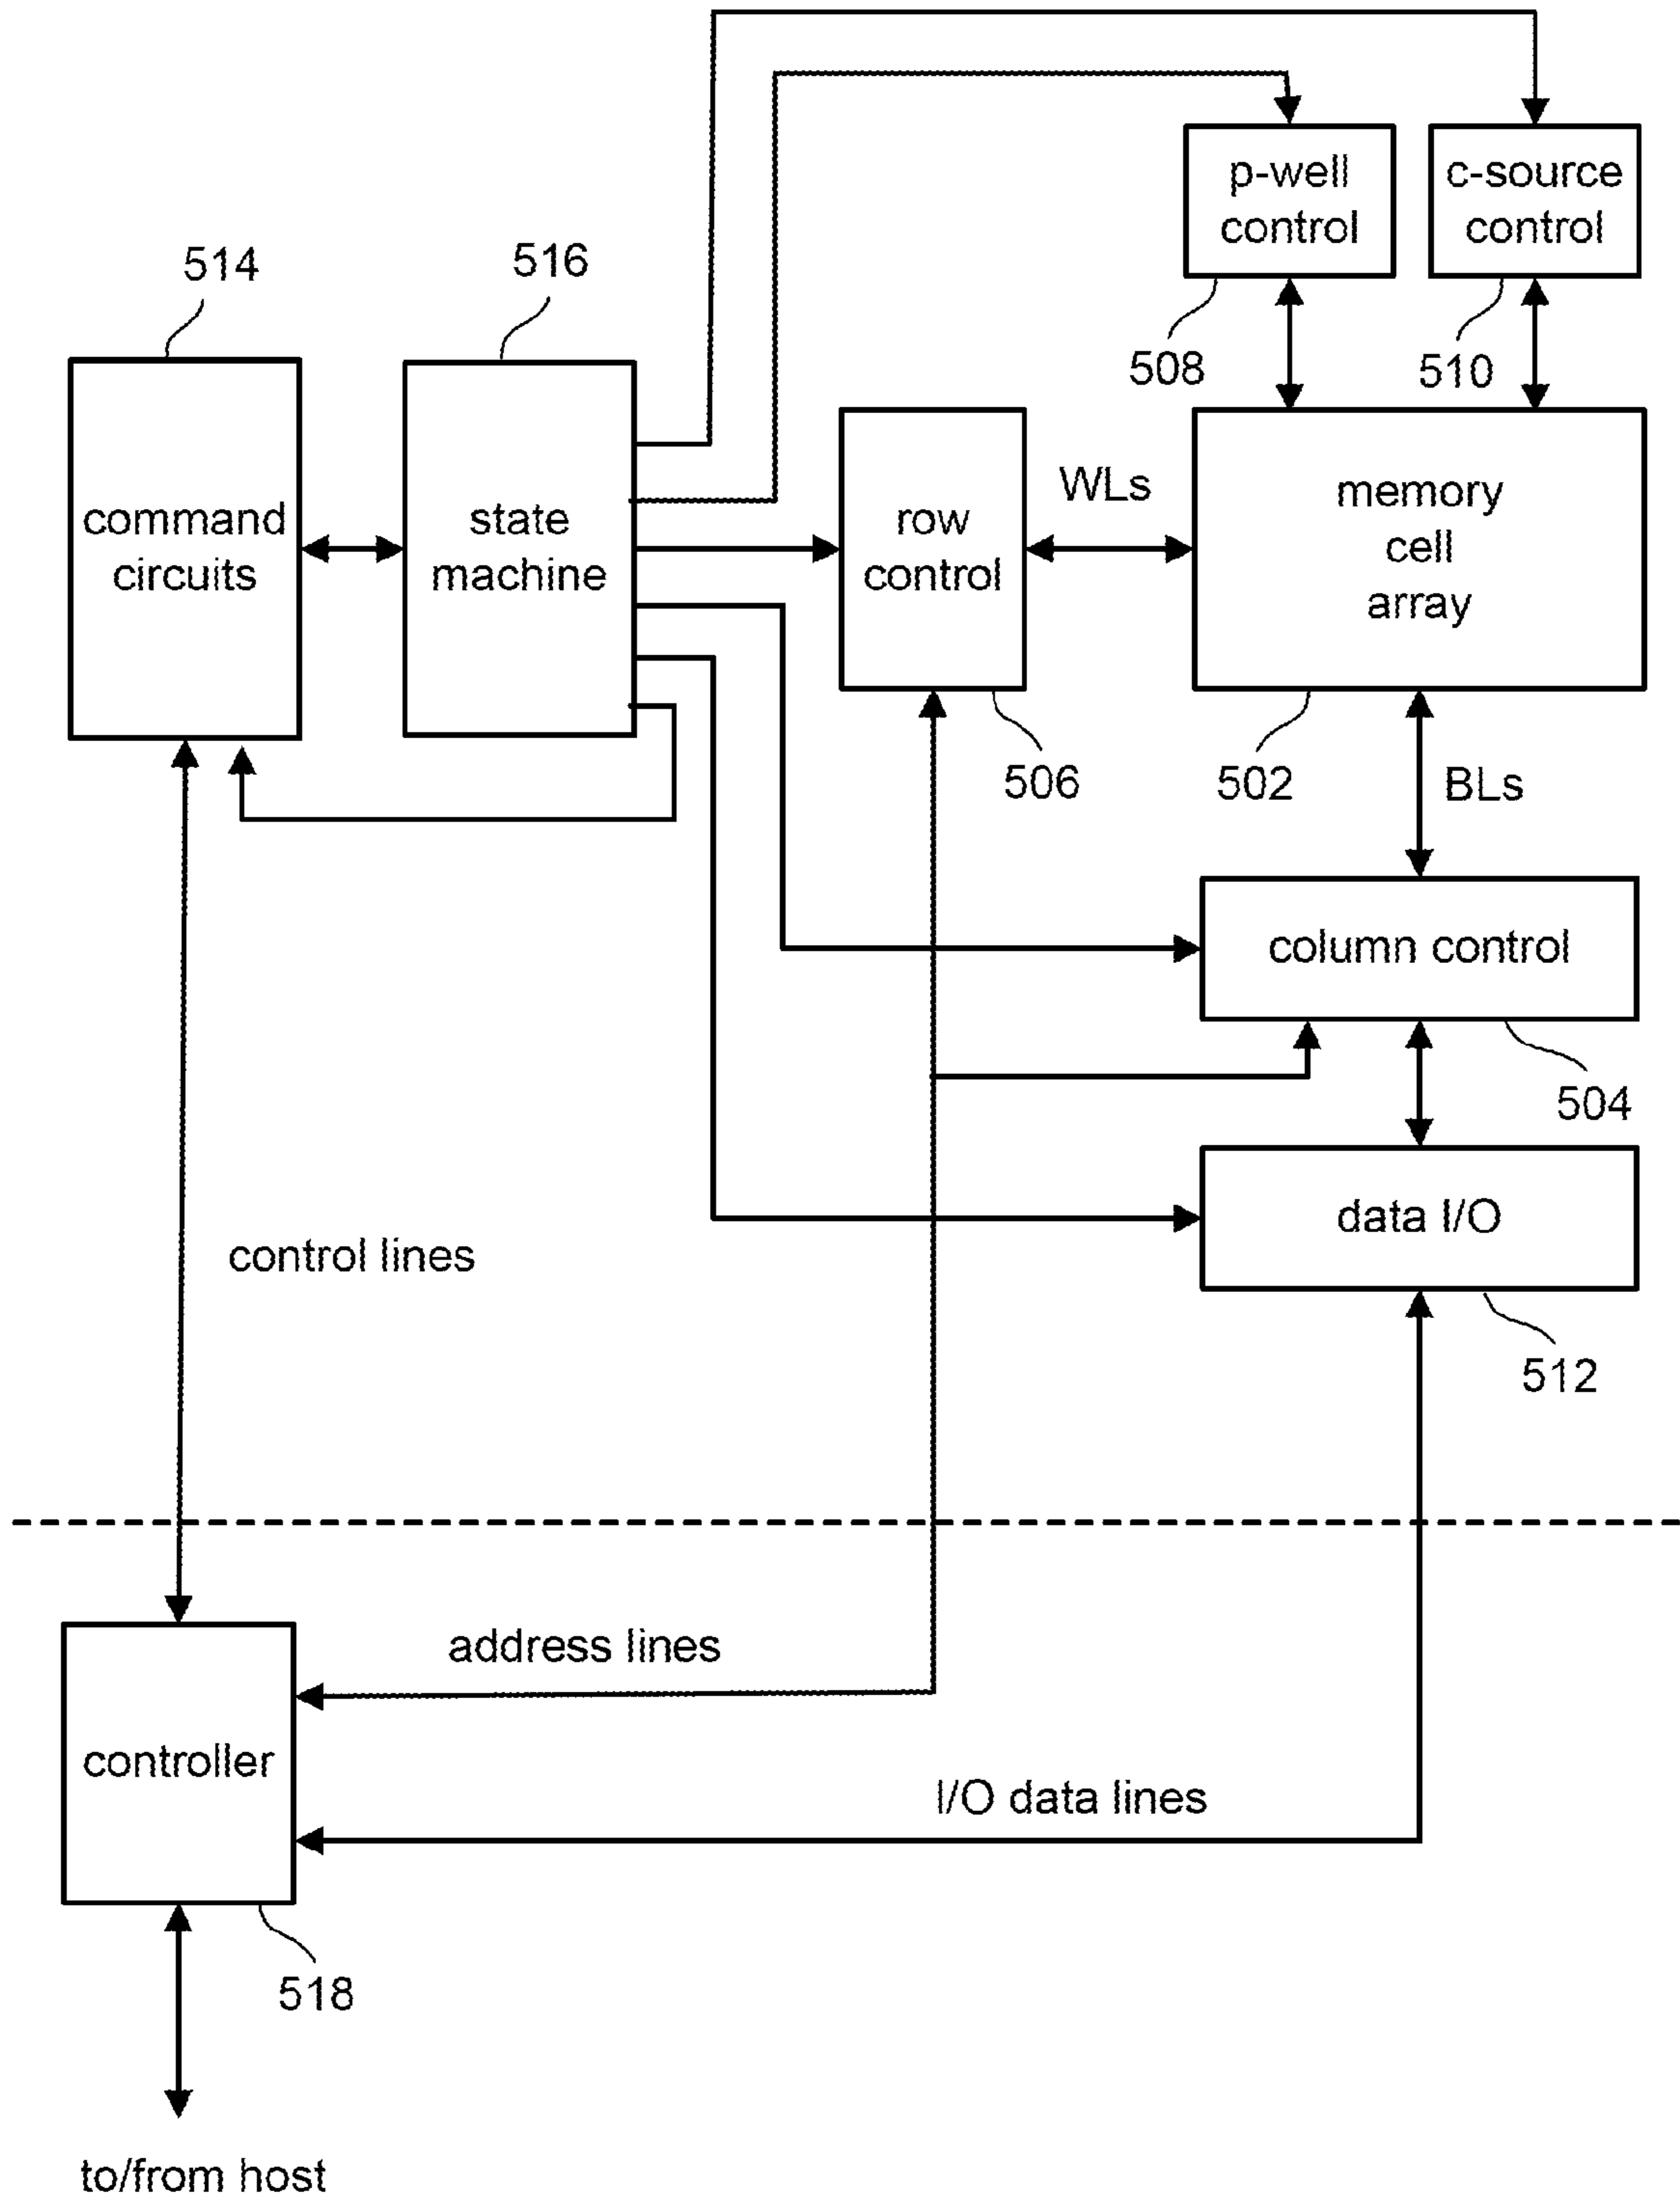 p-well
control
c-source
control
514
516
508
510
command
circuits
state
machine
row
control
WLs
memory
cell
array
506
502
BLs
column control
504
data I/O
512
control lines
address lines
controller
I/O data lines
518
to/from host